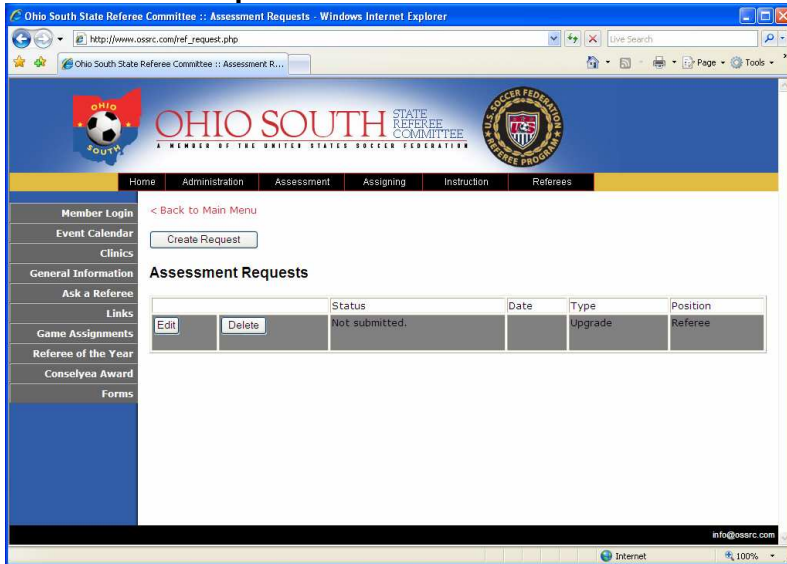 Ohio South State Referee Committee :: Assessment Requests - Windows Internet Explorer
http://www.ossrc.com/ref_request.php
Live Search
Ohio South State Referee Committee :: Assessment R...
Page
Tools
OHIO
SOUTH
OHIO SOUTH STATE REFEREE COMMITTEE
A MEMBER OF THE UNITED STATES SOCCER FEDERATION
U.S. SOCCER FEDERATION
REFEREE PROGRAM
Home Administration Assessment Assigning Instruction Referees
Member Login
Event Calendar
Clinics
General Information
Ask a Referee
Links
Game Assignments
Referee of the Year
Conselyea Award
Forms
< Back to Main Menu
Create Request
Assessment Requests
Status Date Type Position
Edit Delete Not submitted. Upgrade Referee
info@ossrc.com
Internet 100%